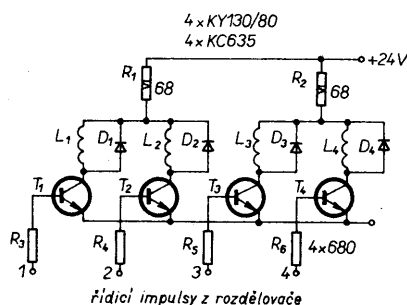 4×KY130/80
4×KC635
+24V
R1
68
R2
68
L1
D1
L2
D2
L3
D3
L4
D4
T1
T2
T3
T4
R3
R4
R5
R6
4×680
1
2
3
4
řídicí impulsy z rozdělovače